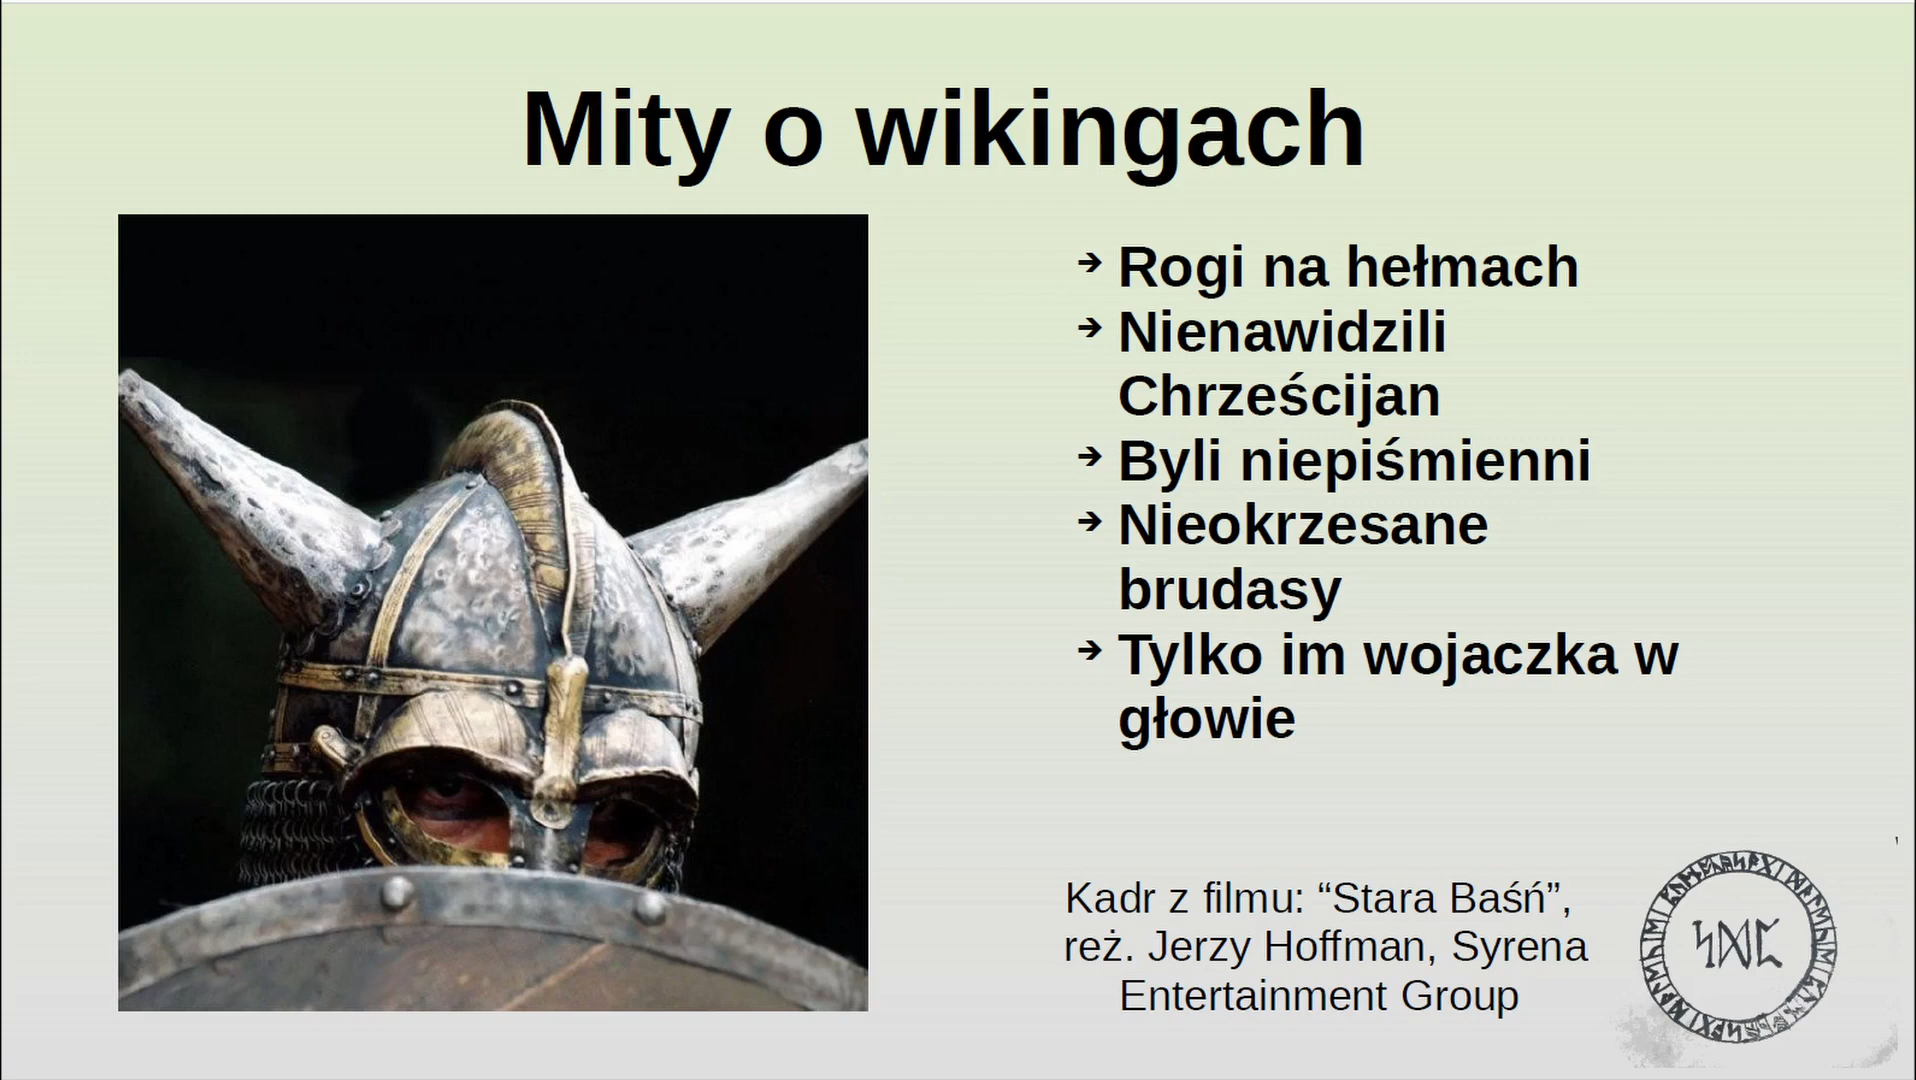 Mity o wikingach
Rogi na hełmach
Nienawidzili
Chrześcijan
Byli niepiśmienni
Nieokrzesane
brudasy
Tylko im wojaczka w
głowie
Kadr z filmu: “Stara Baśń”,
reż. Jerzy Hoffman, Syrena
Entertainment Group